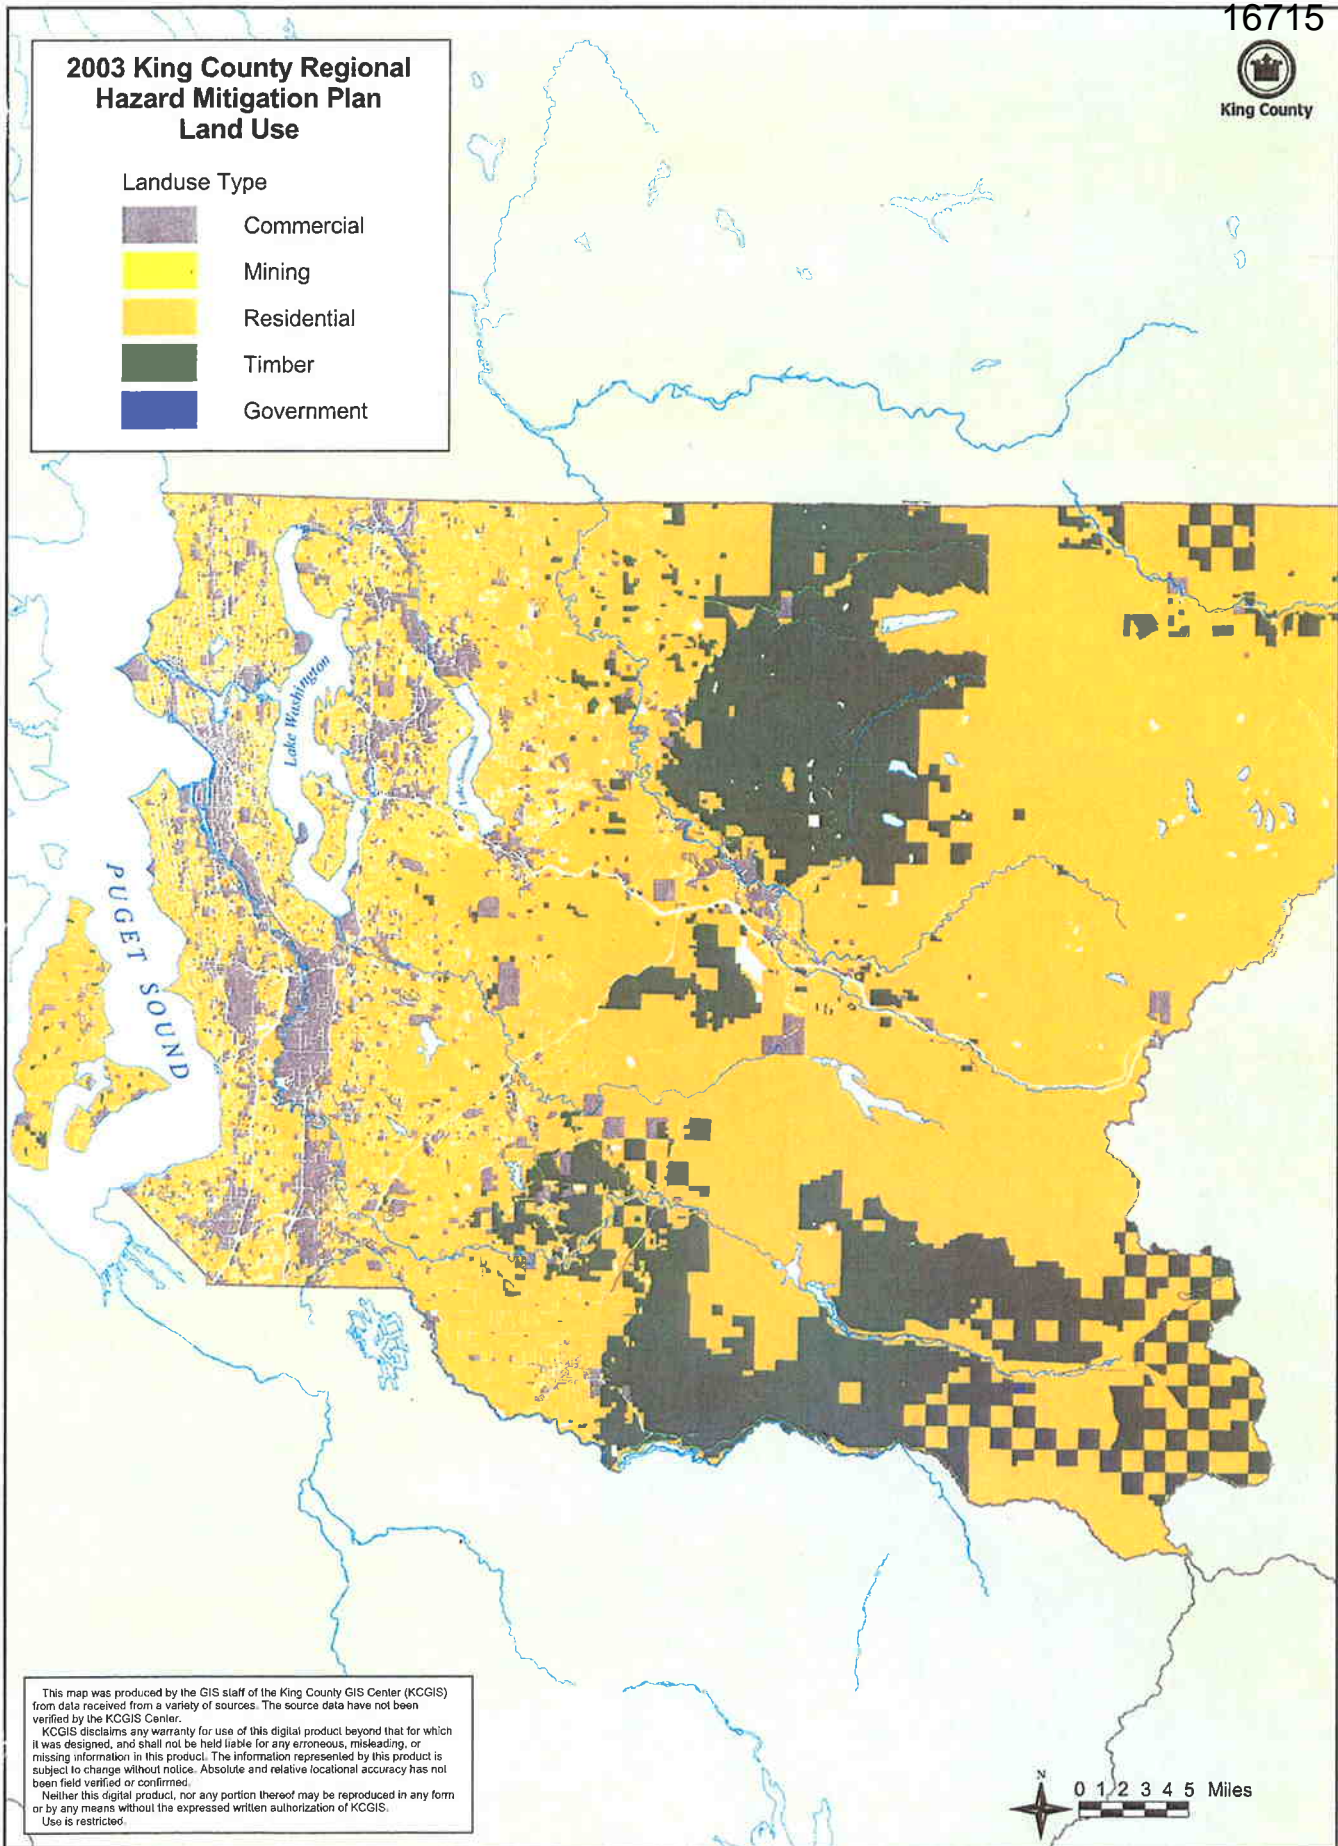 16715
King County
2003 King County Regional
Hazard Mitigation Plan
Land Use
Landuse Type
Commercial
Mining
Residential
Timber
Government
Lake Washington
PUGET SOUND
This map was produced by the GIS staff of the King County GIS Center (KCGIS)
from data received from a variety of sources. The source data have not been
verified by the KCGIS Center.
KCGIS disclaims any warranty for use of this digital product beyond that for which
it was designed, and shall not be held liable for any erroneous, misleading, or
missing information in this product. The information represented by this product is
subject to change without notice. Absolute and relative locational accuracy has not
been field verified or confirmed.
Neither this digital product, nor any portion thereof may be reproduced in any form
or by any means without the expressed written authorization of KCGIS.
Use is restricted.
N
0 1 2 3 4 5 Miles